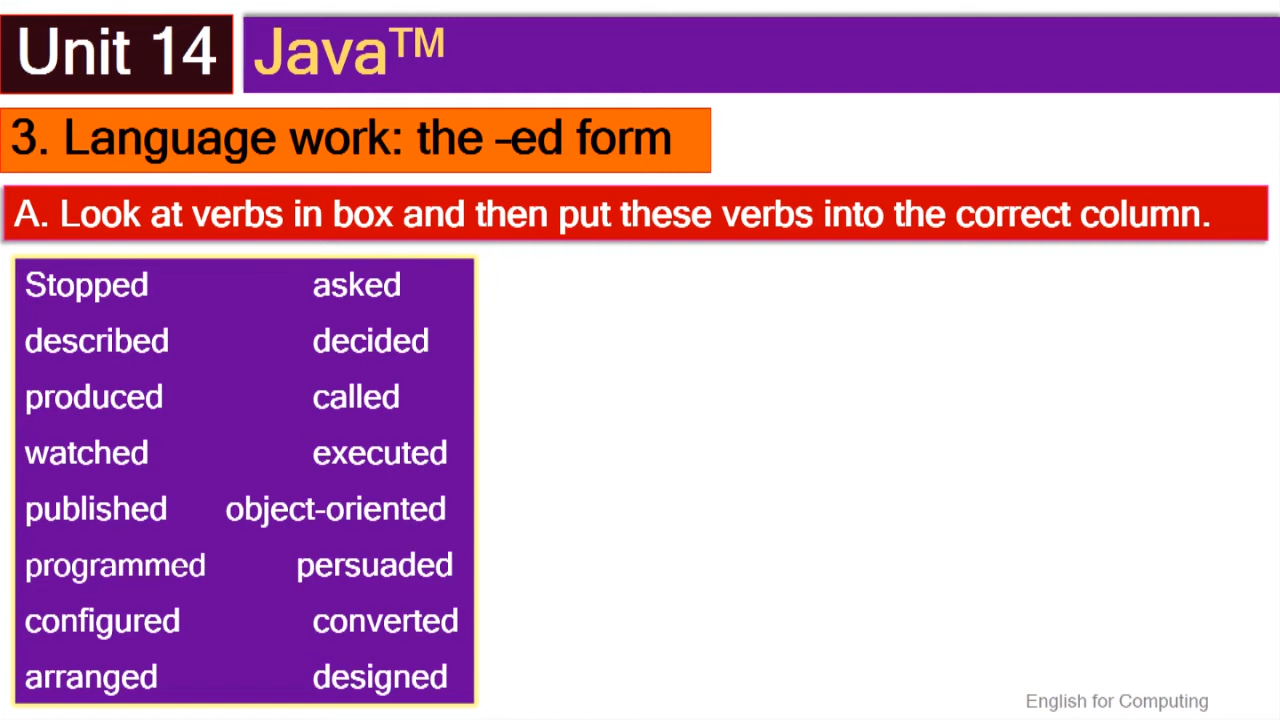 Unit 14 Java™
3. Language work: the –ed form
A. Look at verbs in box and then put these verbs into the correct column.
Stopped asked
described decided
produced called
watched executed
published object-oriented
programmed persuaded
configured converted
arranged designed
English for Computing